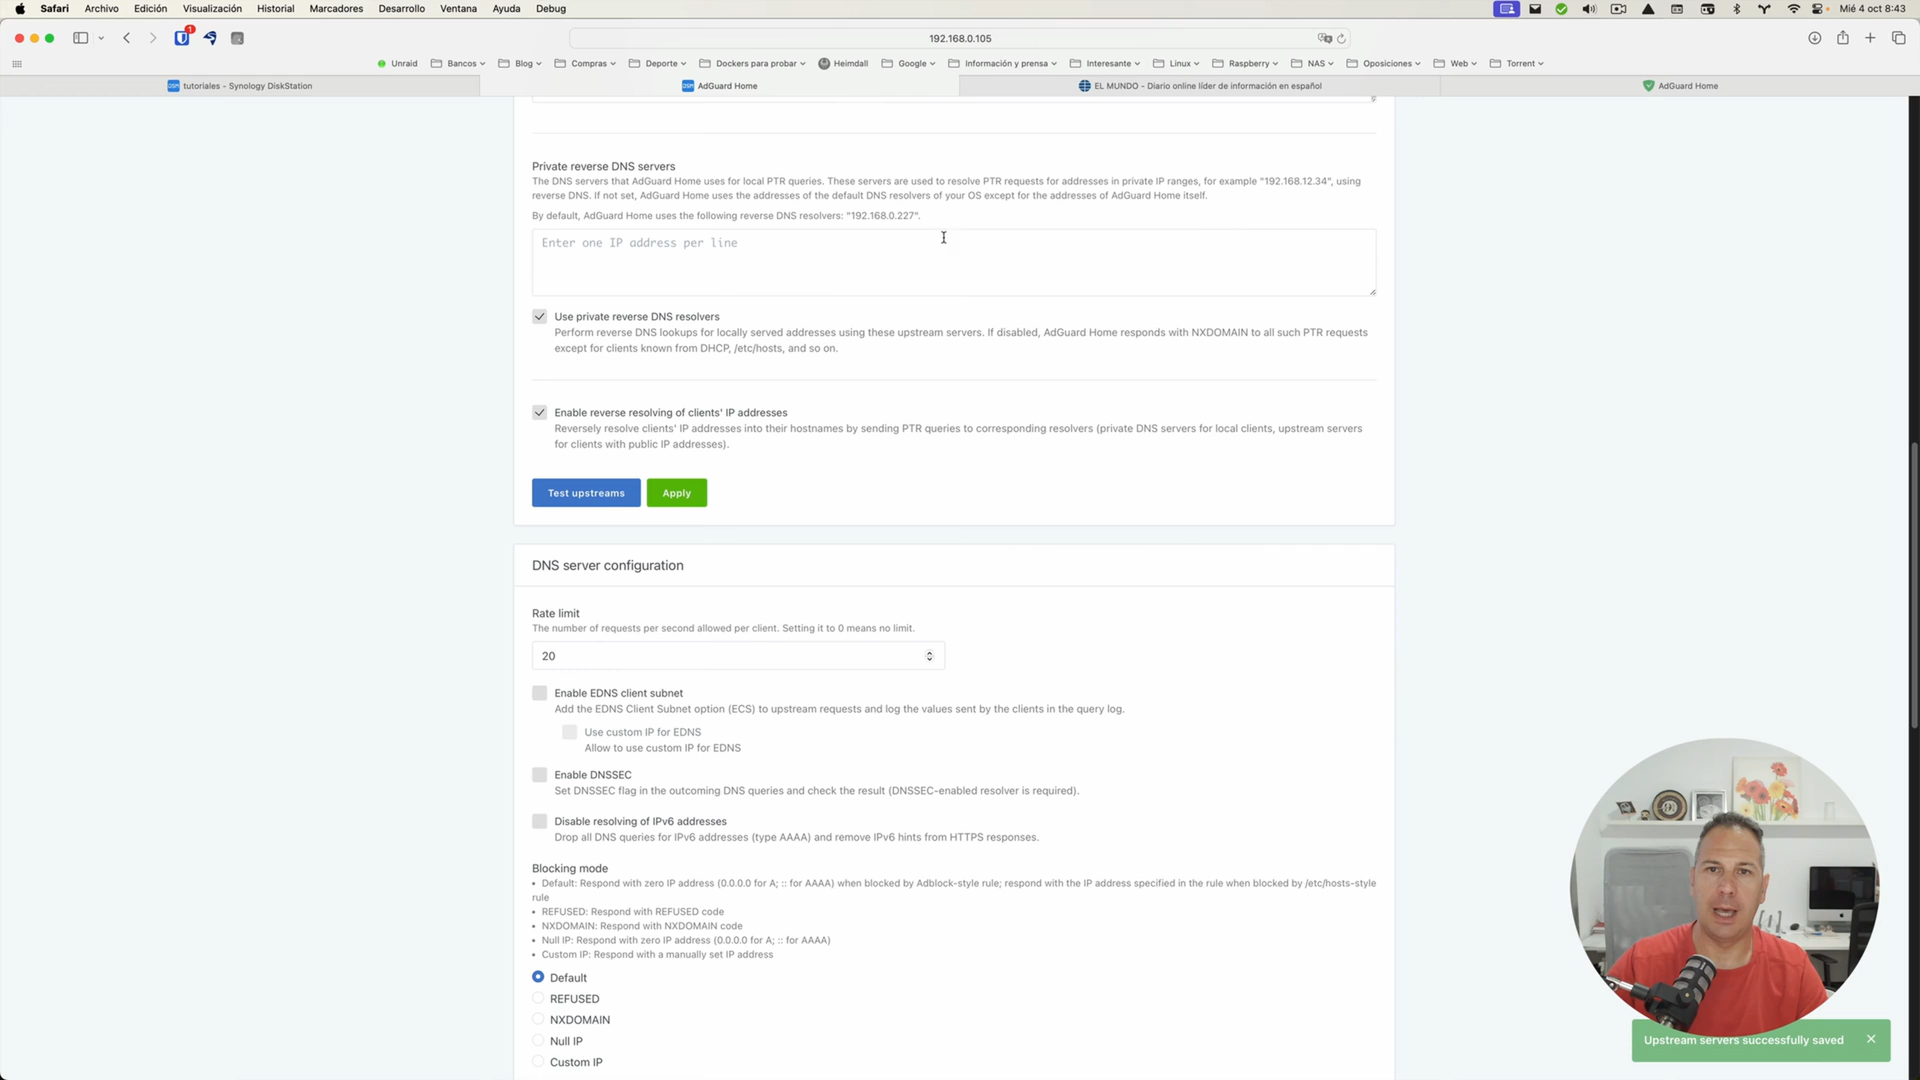 Safari Archivo Edición Visualización Historial Marcadores Desarrollo Ventana Ayuda Debug Mié 4 oct 8:43
1 192.168.0.105
Unraid Bancos Blog Compras Deporte Dockers para probar Heimdall Google Información y prensa Interesante Linux Raspberry NAS Oposiciones Web Torrent
DSM tutoriales - Synology DiskStation DSM AdGuard Home EL MUNDO - Diario online líder de información en español AdGuard Home
Private reverse DNS servers
The DNS servers that AdGuard Home uses for local PTR queries. These servers are used to resolve PTR requests for addresses in private IP ranges, for example "192.168.12.34", using
reverse DNS. If not set, AdGuard Home uses the addresses of the default DNS resolvers of your OS except for the addresses of AdGuard Home itself.
By default, AdGuard Home uses the following reverse DNS resolvers: "192.168.0.227".
Enter one IP address per line
Use private reverse DNS resolvers
Perform reverse DNS lookups for locally served addresses using these upstream servers. If disabled, AdGuard Home responds with NXDOMAIN to all such PTR requests
except for clients known from DHCP, /etc/hosts, and so on.
Enable reverse resolving of clients' IP addresses
Reversely resolve clients' IP addresses into their hostnames by sending PTR queries to corresponding resolvers (private DNS servers for local clients, upstream servers
for clients with public IP addresses).
Test upstreams Apply
DNS server configuration
Rate limit
The number of requests per second allowed per client. Setting it to 0 means no limit.
20
Enable EDNS client subnet
Add the EDNS Client Subnet option (ECS) to upstream requests and log the values sent by the clients in the query log.
Use custom IP for EDNS
Allow to use custom IP for EDNS
Enable DNSSEC
Set DNSSEC flag in the outcoming DNS queries and check the result (DNSSEC-enabled resolver is required).
Disable resolving of IPv6 addresses
Drop all DNS queries for IPv6 addresses (type AAAA) and remove IPv6 hints from HTTPS responses.
Blocking mode
• Default: Respond with zero IP address (0.0.0.0 for A; :: for AAAA) when blocked by Adblock-style rule; respond with the IP address specified in the rule when blocked by /etc/hosts-style
rule
• REFUSED: Respond with REFUSED code
• NXDOMAIN: Respond with NXDOMAIN code
• Null IP: Respond with zero IP address (0.0.0.0 for A; :: for AAAA)
• Custom IP: Respond with a manually set IP address
Default
REFUSED
NXDOMAIN
Null IP
Custom IP
Upstream servers successfully saved ×